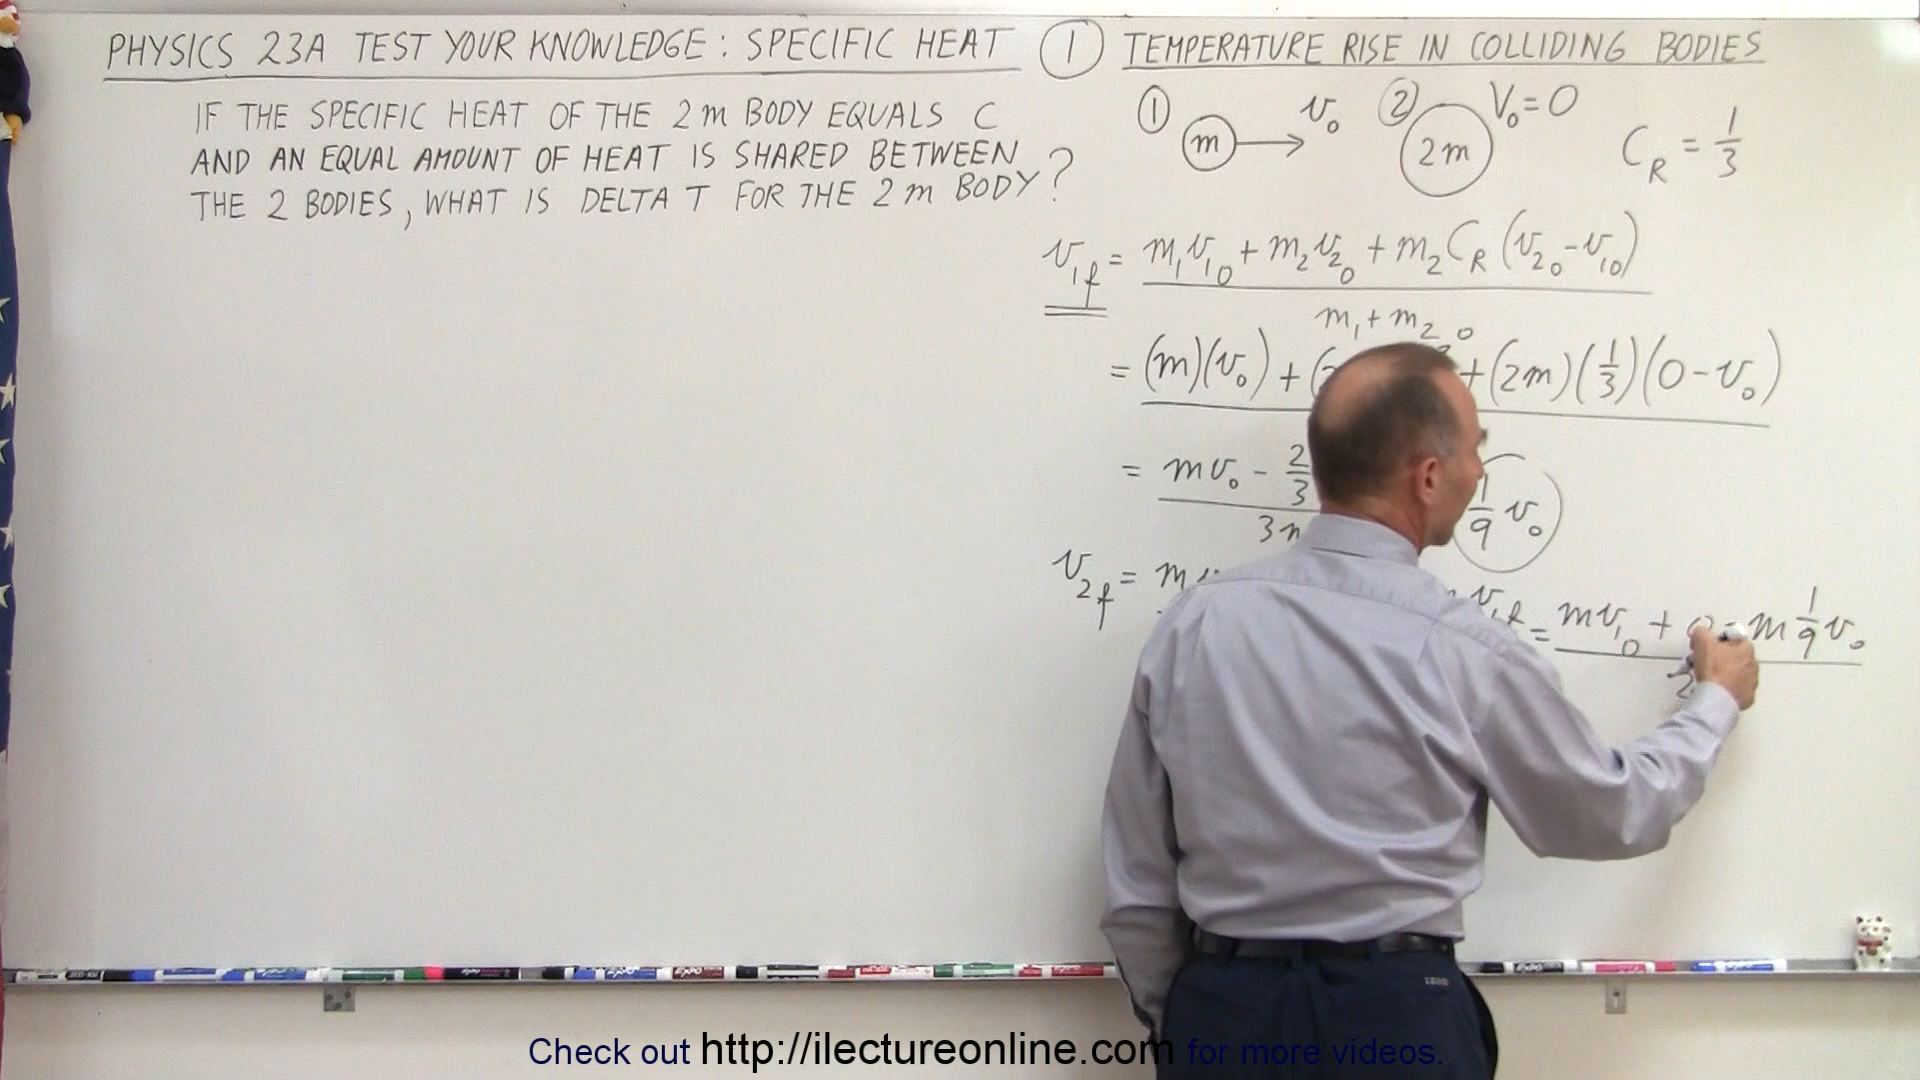 PHYSICS 23A TEST YOUR KNOWLEDGE: SPECIFIC HEAT ① TEMPERATURE RISE IN COLLIDING BODIES
IF THE SPECIFIC HEAT OF THE 2m BODY EQUALS C
AND AN EQUAL AMOUNT OF HEAT IS SHARED BETWEEN
THE 2 BODIES, WHAT IS DELTA T FOR THE 2m BODY?
① m → v₀ ② 2m V₀ = 0
C_R = 1/3
v_1f = m₁v₁₀ + m₂v₂₀ + m₂C_R (v₂₀ - v₁₀)
m₁ + m₂
0
= (m)(v₀) + ( + (2m)(1/3)(0 - v₀)
= mv₀ - 2/3 1/9 v₀
3
v_2f = m v_1f = mv₁₀ + 0 - m 1/9 v₀
2
Check out http://ilectureonline.com for more videos.